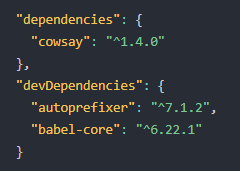 "dependencies": {
"cowsay": "^1.4.0"
},
"devDependencies": {
"autoprefixer": "^7.1.2",
"babel-core": "^6.22.1"
}